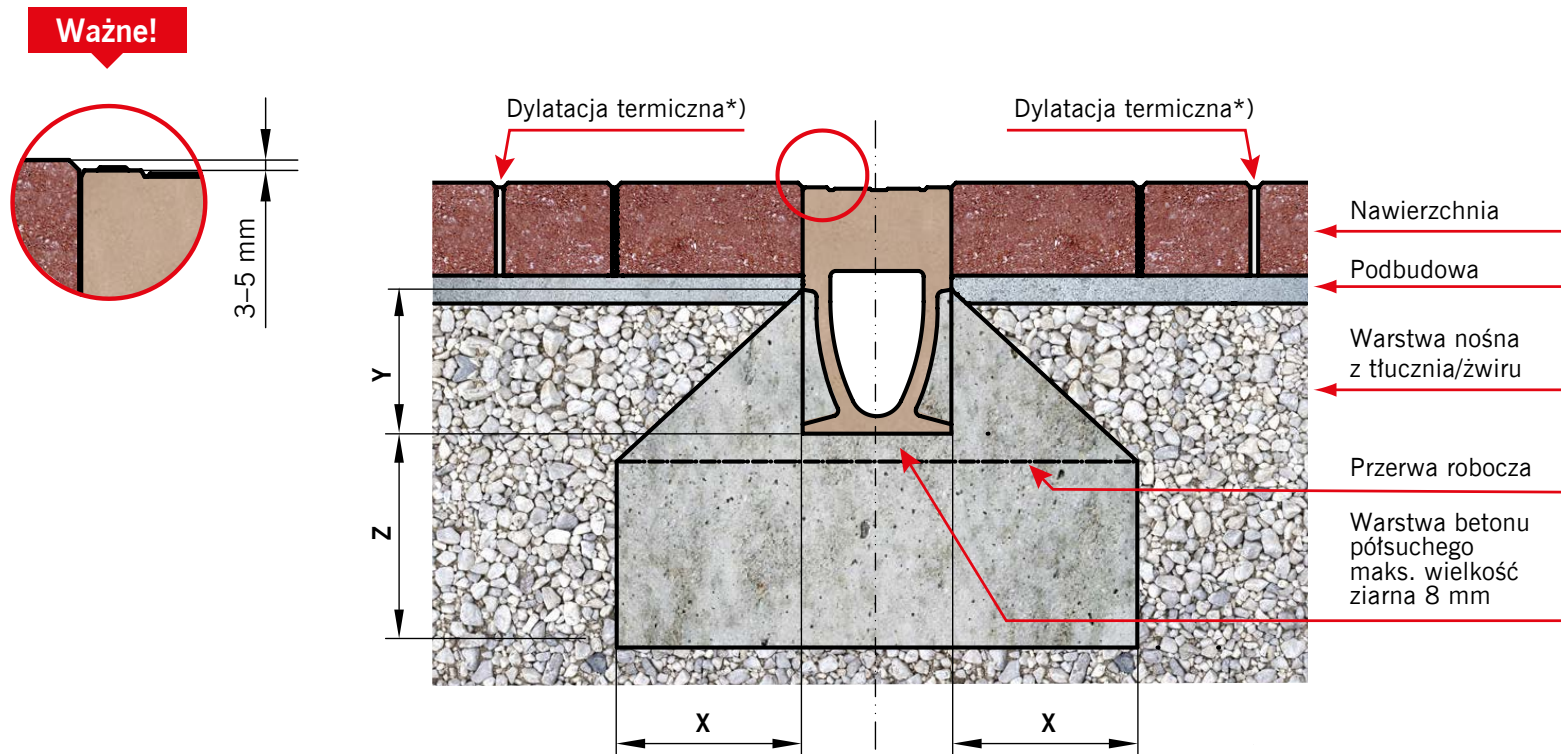 Ważne!
3–5 mm
Dylatacja termiczna*)
Dylatacja termiczna*)
Nawierzchnia
Podbudowa
Warstwa nośna
z tłucznia/żwiru
Przerwa robocza
Warstwa betonu
półsuchego
maks. wielkość
ziarna 8 mm
Y
Z
X
X